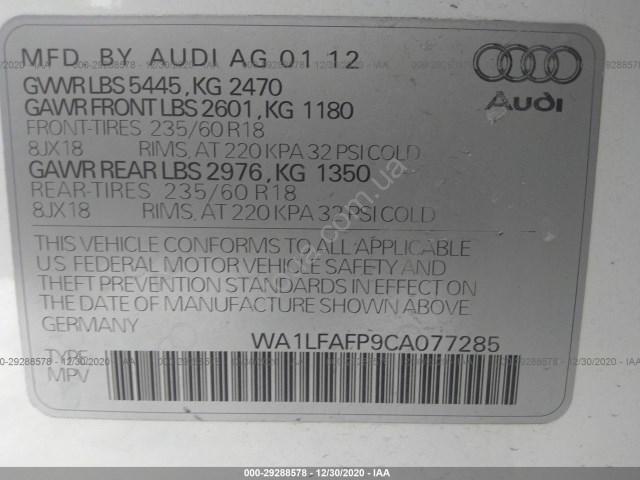 MFD. BY AUDI AG 01 12
GVWR LBS 5445, KG 2470
GAWR FRONT LBS 2601, KG 1180
FRONT-TIRES 235/60 R18
8JX18 RIMS, AT 220 KPA 32 PSI COLD
GAWR REAR LBS 2976, KG 1350
REAR-TIRES 235/60 R18
8JX18 RIMS, AT 220 KPA 32 PSI COLD
Audi
THIS VEHICLE CONFORMS TO ALL APPLICABLE
U.S. FEDERAL MOTOR VEHICLE SAFETY AND
THEFT PREVENTION STANDARDS IN EFFECT ON
THE DATE OF MANUFACTURE SHOWN ABOVE.
GERMANY
WA1LFAFP9CA077285
TYPE
MPV
000-29288578 - 12/30/2020 - IAA